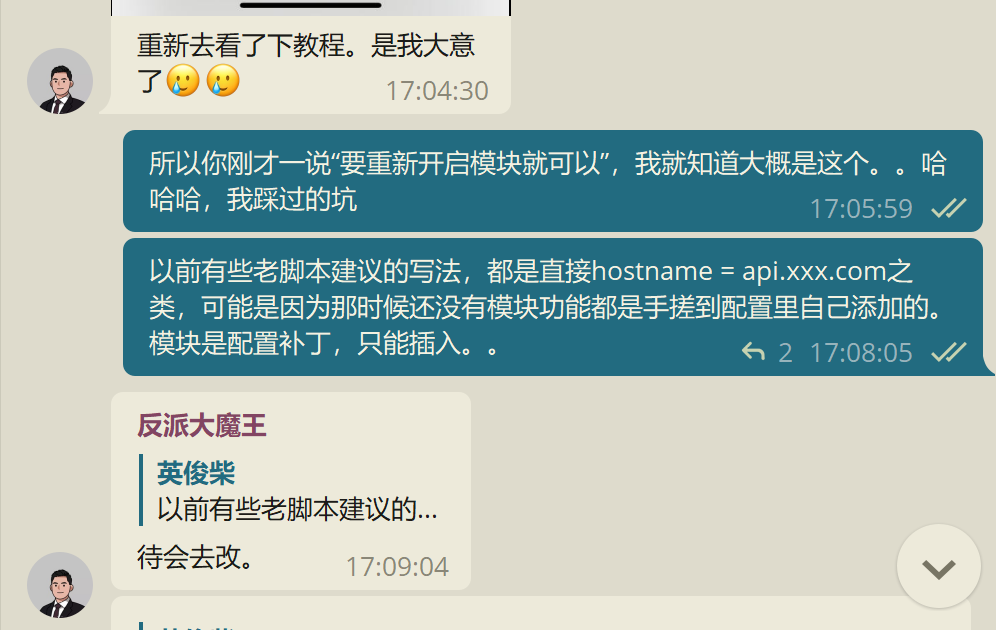 重新去看了下教程。是我大意
了🥲🥲
17:04:30
所以你刚才一说“要重新开启模块就可以”，我就知道大概是这个。。哈
哈哈，我踩过的坑
17:05:59
以前有些老脚本建议的写法，都是直接hostname = api.xxx.com之
类，可能是因为那时候还没有模块功能都是手搓到配置里自己添加的。
模块是配置补丁，只能插入。。
2 17:08:05
反派大魔王
英俊柴
以前有些老脚本建议的...
待会去改。
17:09:04